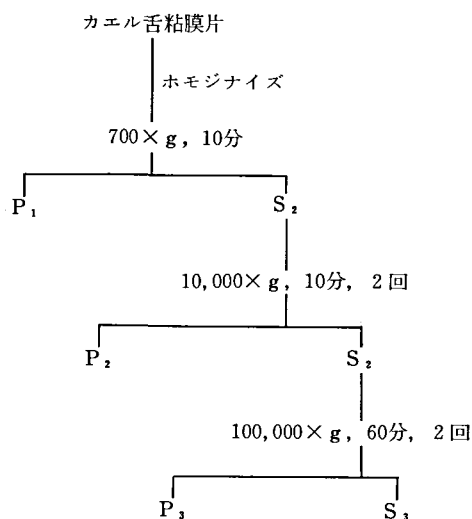 カエル舌粘膜片
ホモジナイズ
700×g, 10分
P₁ S₂
10,000×g, 10分, 2回
P₂ S₂
100,000×g, 60分, 2回
P₃ S₃